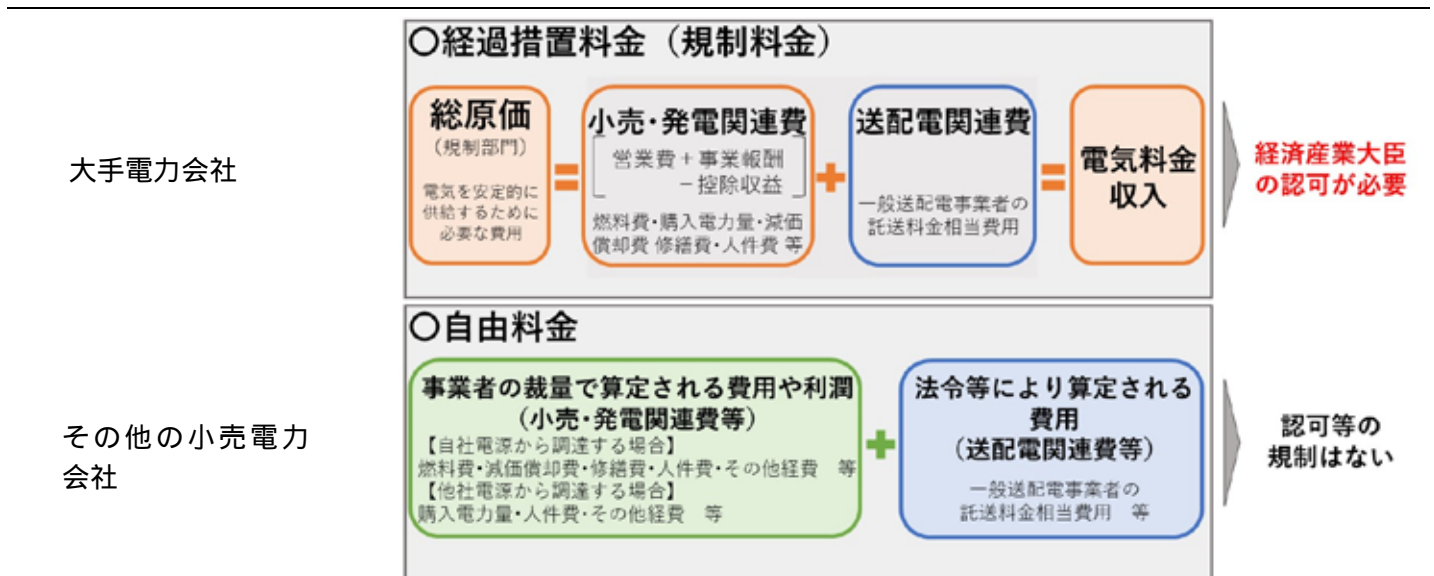 大手電力会社
〇経過措置料金（規制料金）
総原価
（規制部門）
電気を安定的に
供給するために
必要な費用
=
小売・発電関連費
営業費＋事業報酬
－控除収益
燃料費・購入電力量・減価
償却費 修繕費・人件費 等
+
送配電関連費
一般送配電事業者の
託送料金相当費用
=
電気料金
収入
経済産業大臣
の認可が必要
その他の小売電力
会社
〇自由料金
事業者の裁量で算定される費用や利潤
（小売・発電関連費等）
【自社電源から調達する場合】
燃料費・減価償却費・修繕費・人件費・その他経費　等
【他社電源から調達する場合】
購入電力量・人件費・その他経費　等
+
法令等により算定される
費用
（送配電関連費等）
一般送配電事業者の
託送料金相当費用　等
認可等の
規制はない